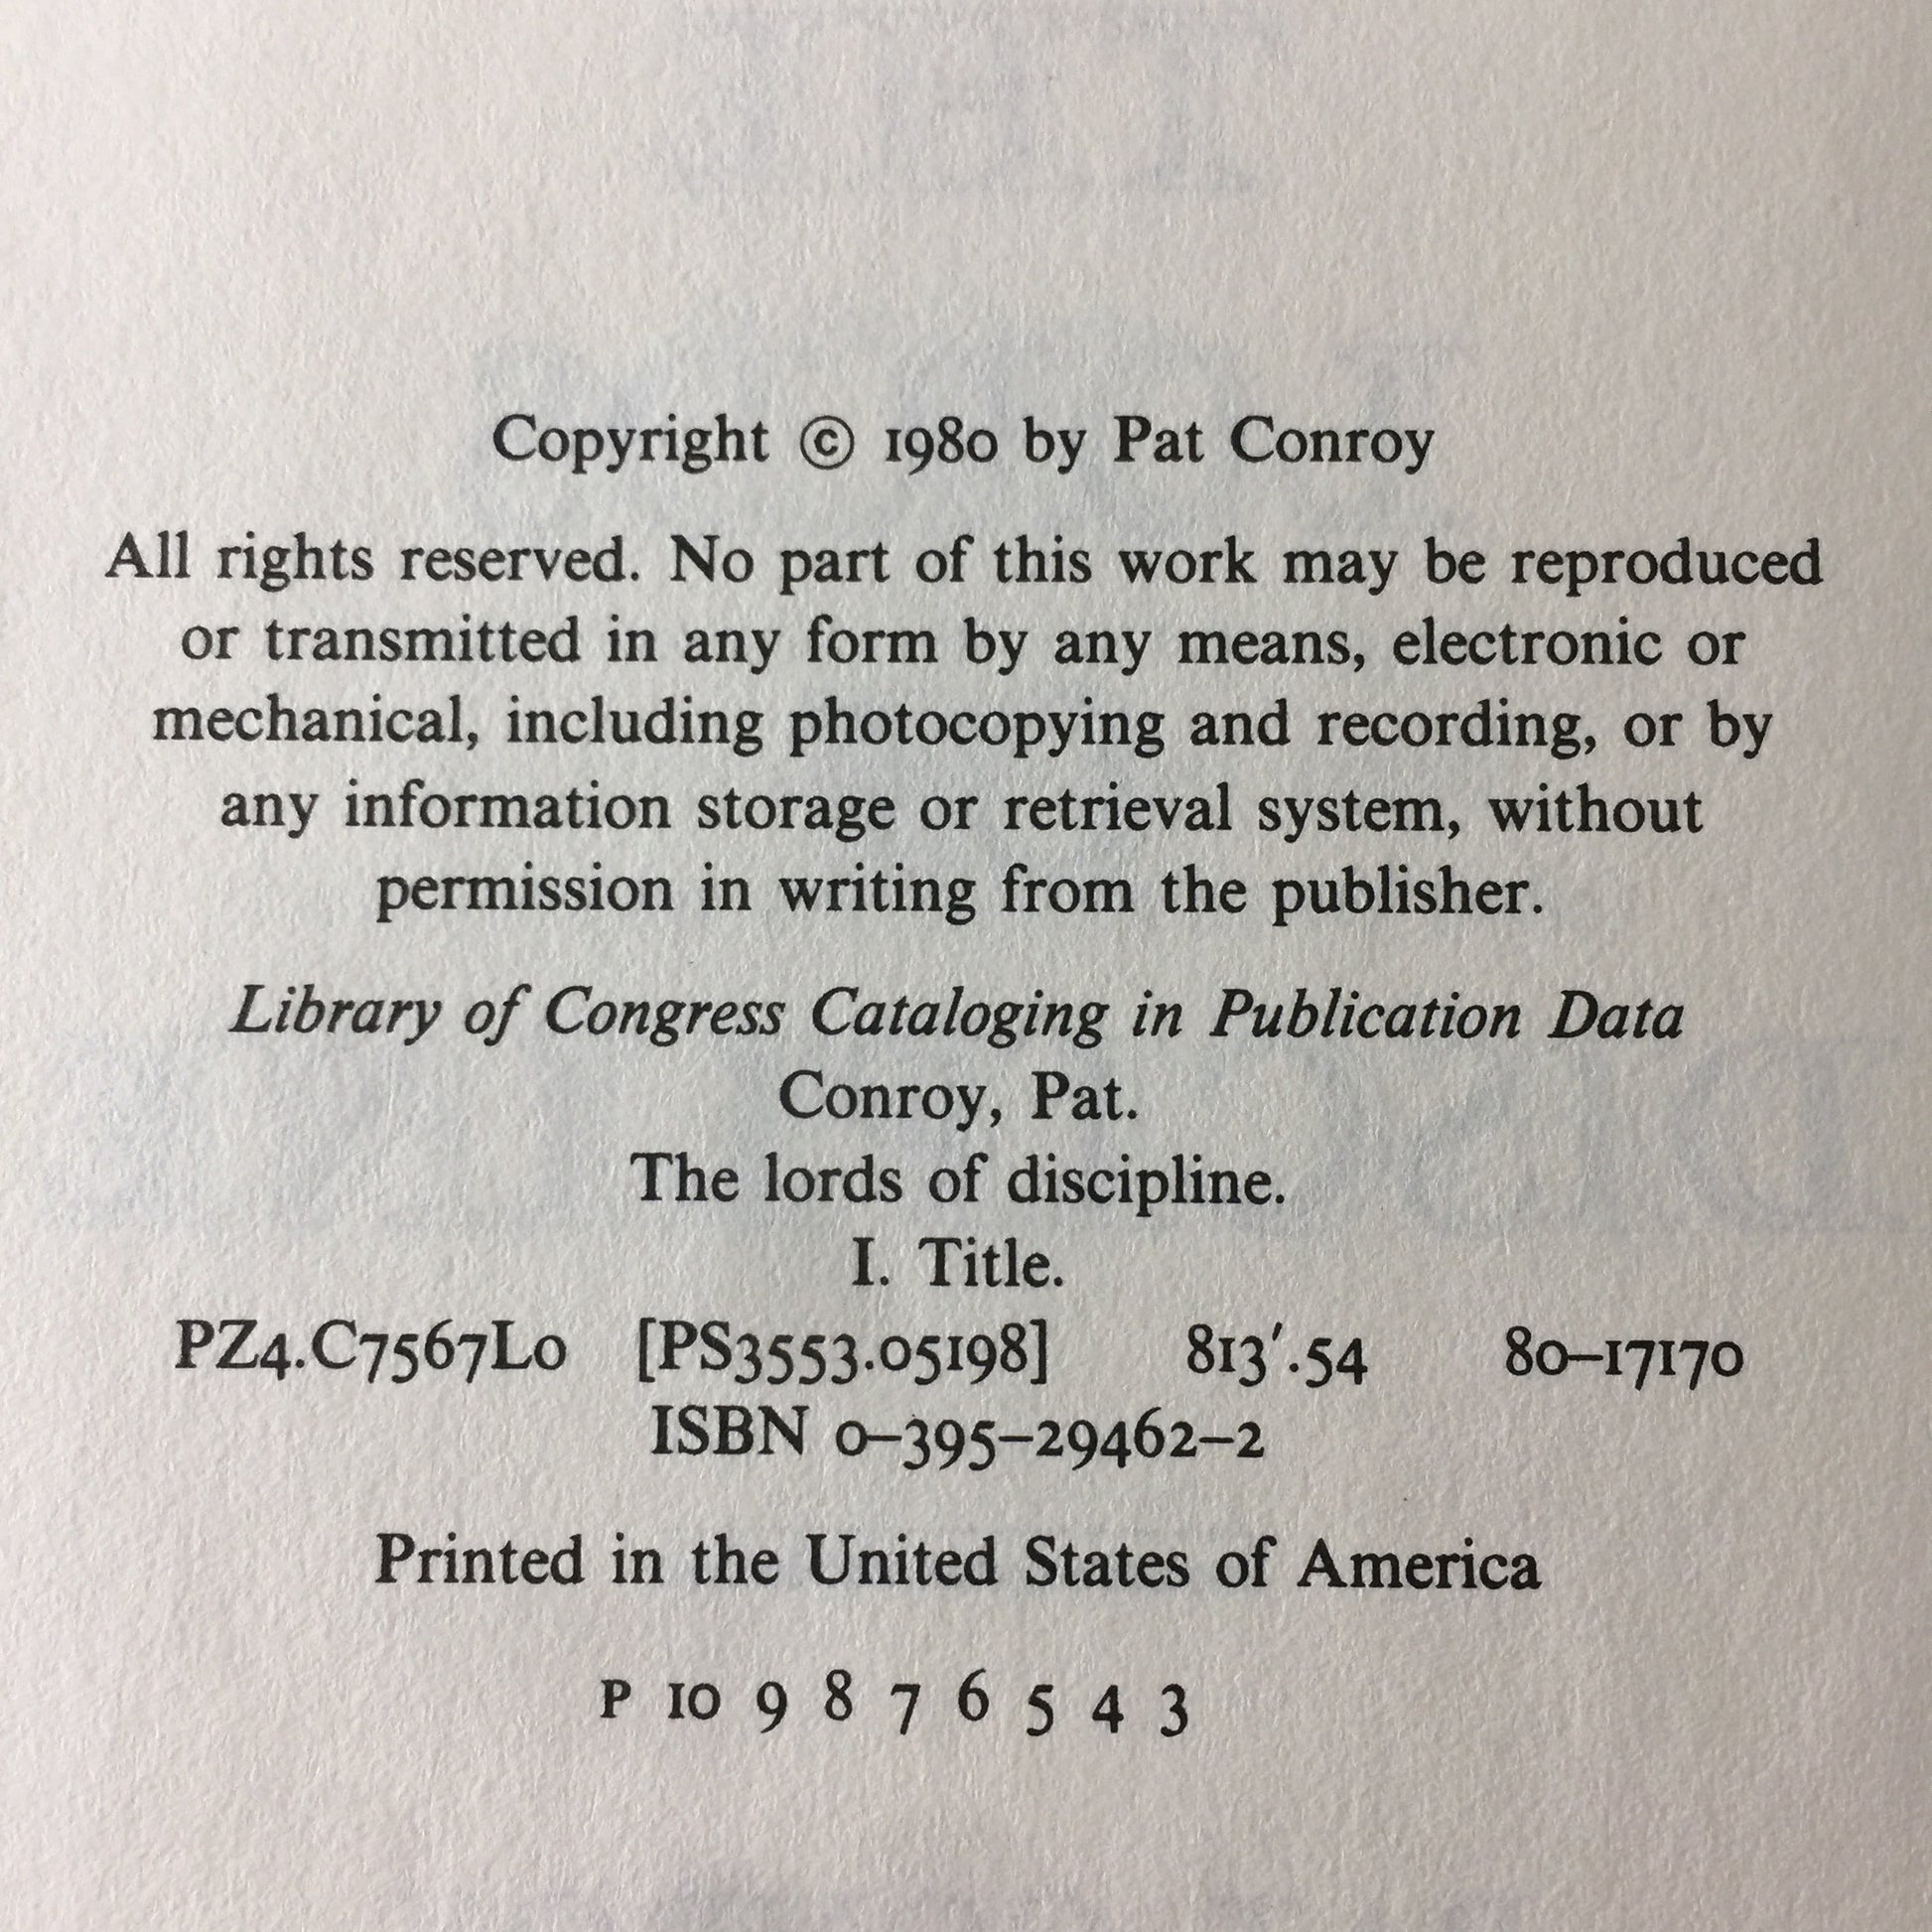 Copyright © 1980 by Pat Conroy
All rights reserved. No part of this work may be reproduced
or transmitted in any form by any means, electronic or
mechanical, including photocopying and recording, or by
any information storage or retrieval system, without
permission in writing from the publisher.
Library of Congress Cataloging in Publication Data
Conroy, Pat.
The lords of discipline.
I. Title.
PZ4.C7567Lo [PS3553.o5198] 813′.54 80–17170
ISBN 0–395–29462–2
Printed in the United States of America
P 10 9 8 7 6 5 4 3